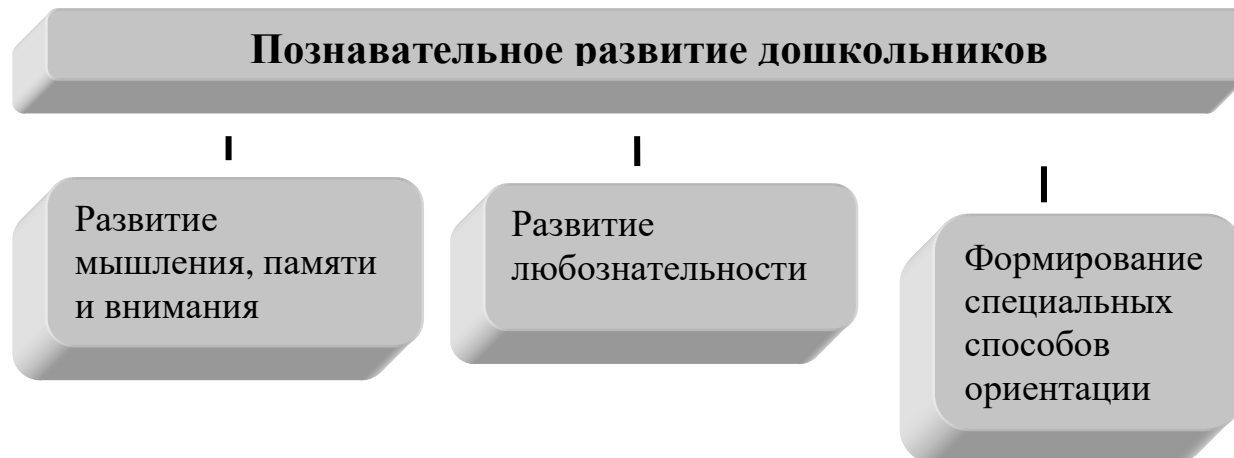 Познавательное развитие дошкольников
Развитие
мышления, памяти
и внимания
Развитие
любознательности
Формирование
специальных
способов
ориентации